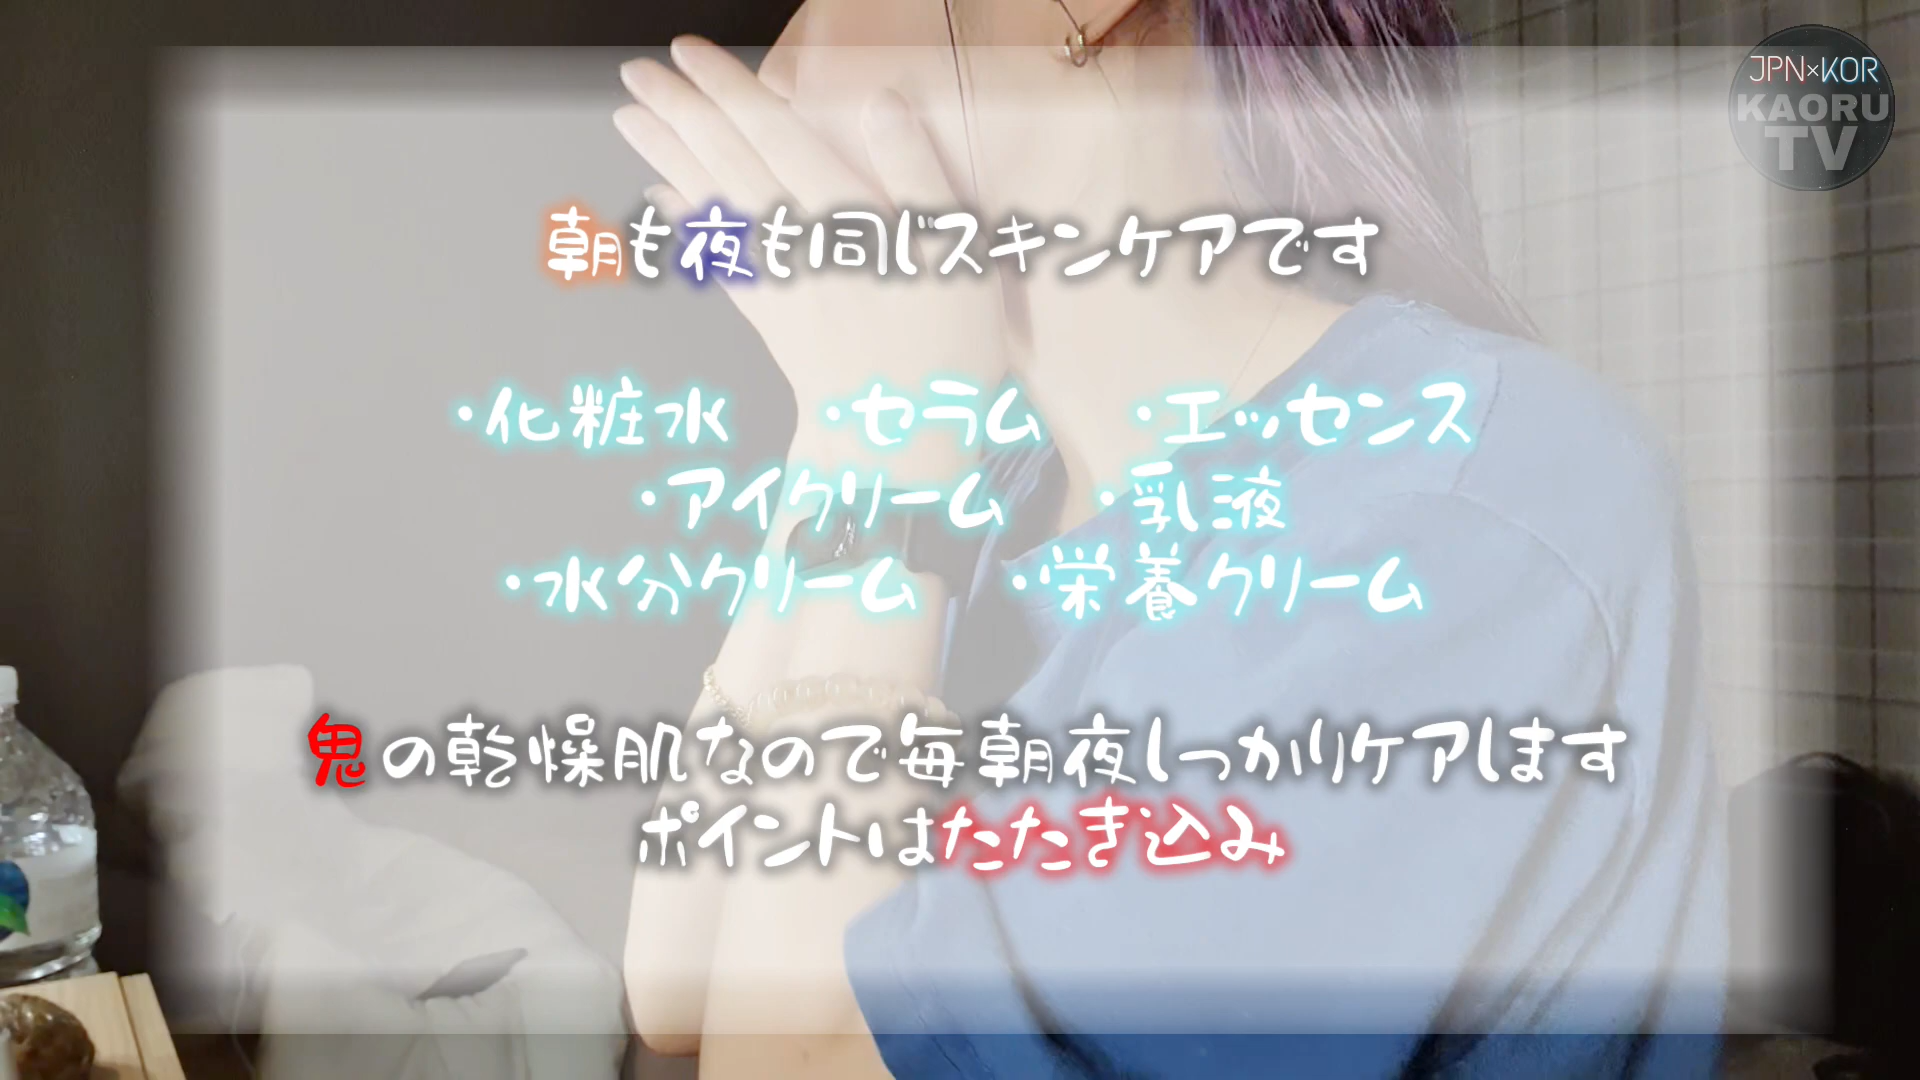 JPN×KOR
KAORU
TV
朝も夜も同じスキンケアです
・化粧水 ・セラム ・エッセンス
・アイクリーム ・乳液
・水分クリーム ・栄養クリーム
鬼の乾燥肌なので毎朝夜しっかりケアします
ポイントはたたき込み